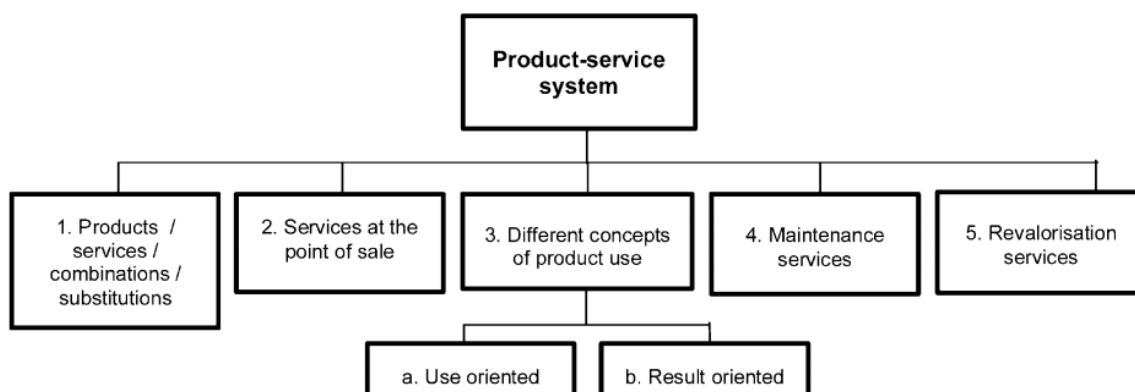 Product-service
system
1. Products /
services /
combinations /
substitutions
2. Services at the
point of sale
3. Different concepts
of product use
4. Maintenance
services
5. Revalorisation
services
a. Use oriented
b. Result oriented